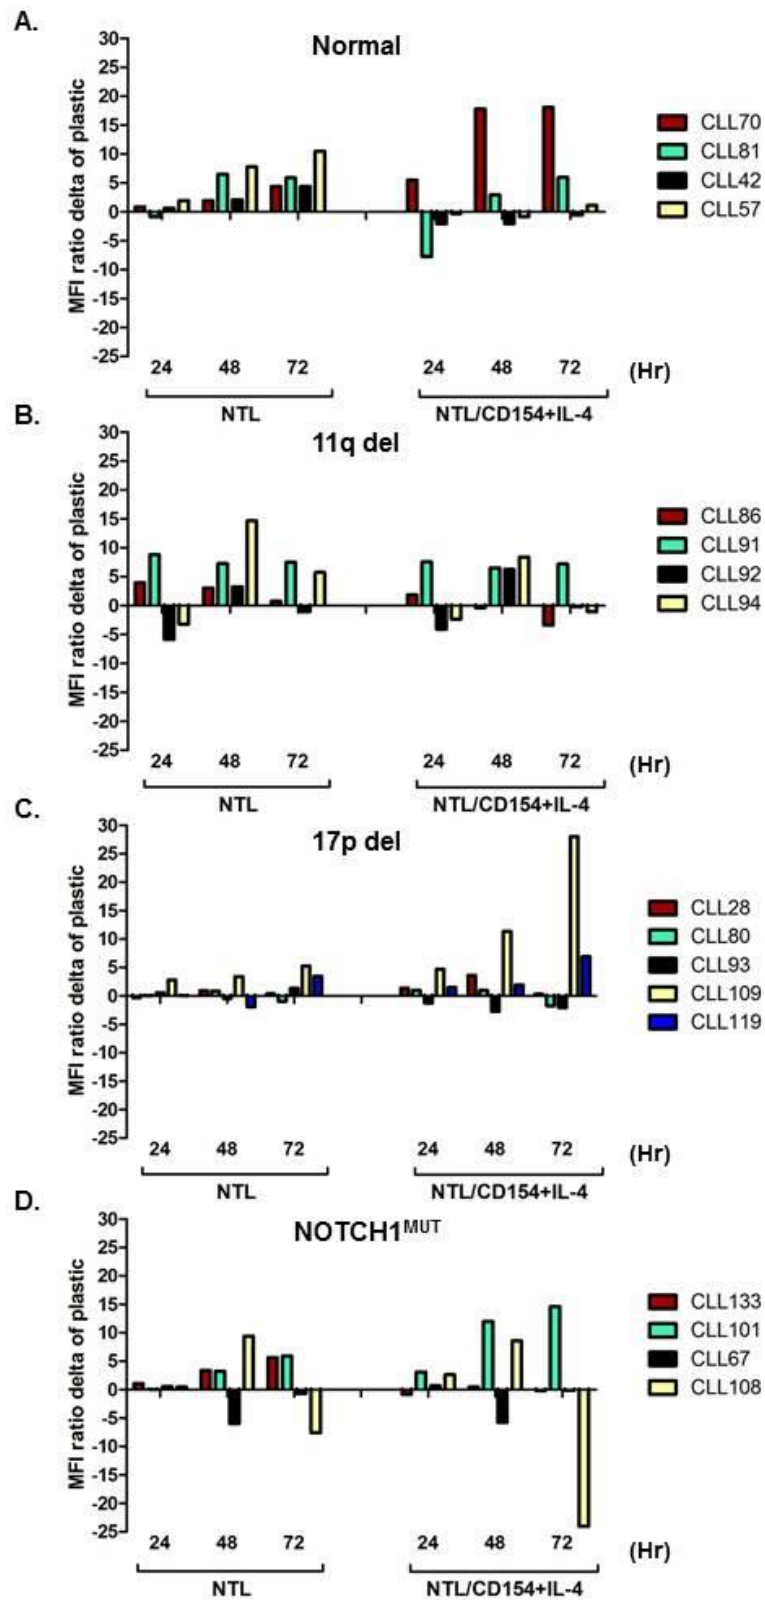 A.
Normal
MFI ratio delta of plastic
30
25
20
15
10
5
0
-5
-10
-15
-20
-25
24 48 72 24 48 72 (Hr)
NTL NTL/CD154+IL-4
CLL70
CLL81
CLL42
CLL57
B.
11q del
MFI ratio delta of plastic
30
25
20
15
10
5
0
-5
-10
-15
-20
-25
24 48 72 24 48 72 (Hr)
NTL NTL/CD154+IL-4
CLL86
CLL91
CLL92
CLL94
C.
17p del
MFI ratio delta of plastic
30
25
20
15
10
5
0
-5
-10
-15
-20
-25
24 48 72 24 48 72 (Hr)
NTL NTL/CD154+IL-4
CLL28
CLL80
CLL93
CLL109
CLL119
D.
NOTCH1MUT
MFI ratio delta of plastic
30
25
20
15
10
5
0
-5
-10
-15
-20
-25
24 48 72 24 48 72 (Hr)
NTL NTL/CD154+IL-4
CLL133
CLL101
CLL67
CLL108